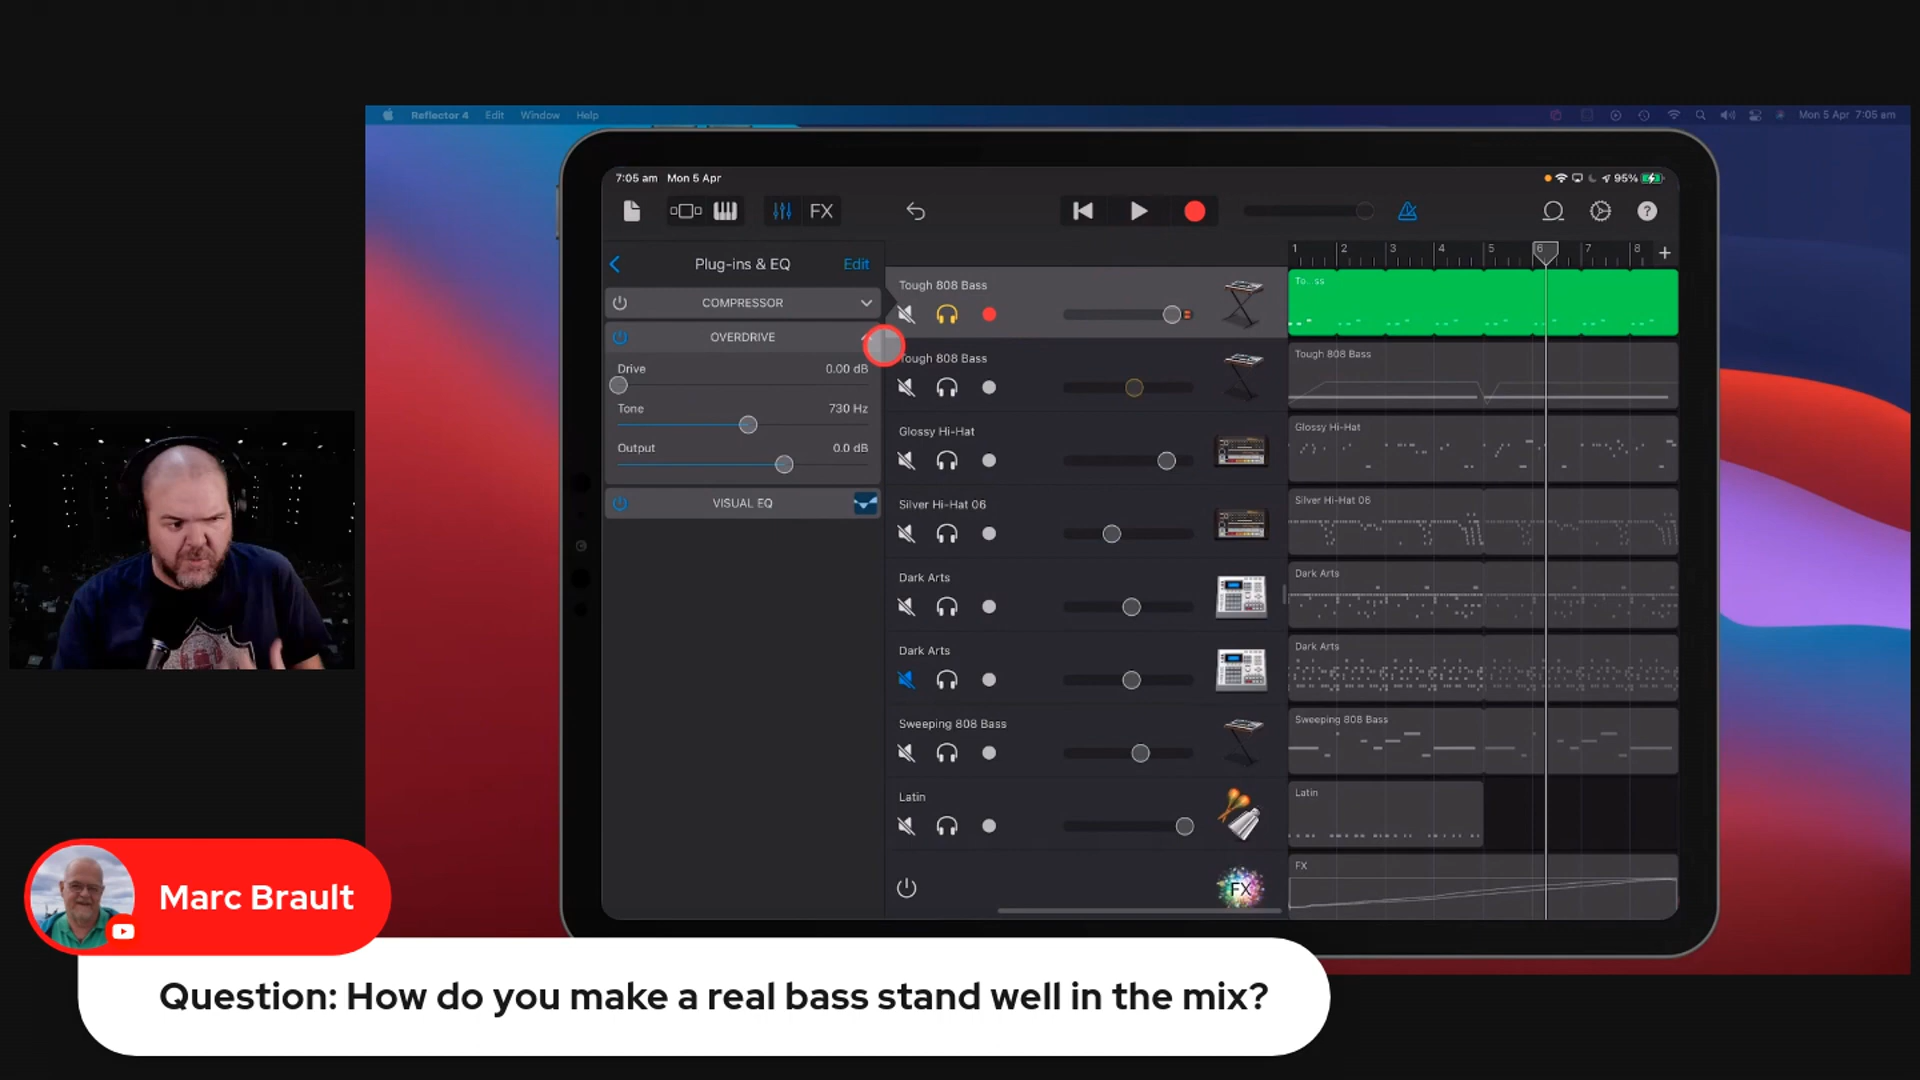 Reflector 4 Edit Window Help
Mon 5 Apr 7:05 am
7:05 am Mon 5 Apr
95%
FX
?
Plug-ins & EQ
Edit
COMPRESSOR
OVERDRIVE
Drive 0.00 dB
Tone 730 Hz
Output 0.0 dB
VISUAL EQ
1 2 3 4 5 6 7 8 +
Tough 808 Bass
To...ss
Tough 808 Bass
Tough 808 Bass
Glossy Hi-Hat
Glossy Hi-Hat
Silver Hi-Hat 06
Silver Hi-Hat 06
Dark Arts
Dark Arts
Dark Arts
Dark Arts
Sweeping 808 Bass
Sweeping 808 Bass
Latin
Latin
FX
FX
Marc Brault
Question: How do you make a real bass stand well in the mix?